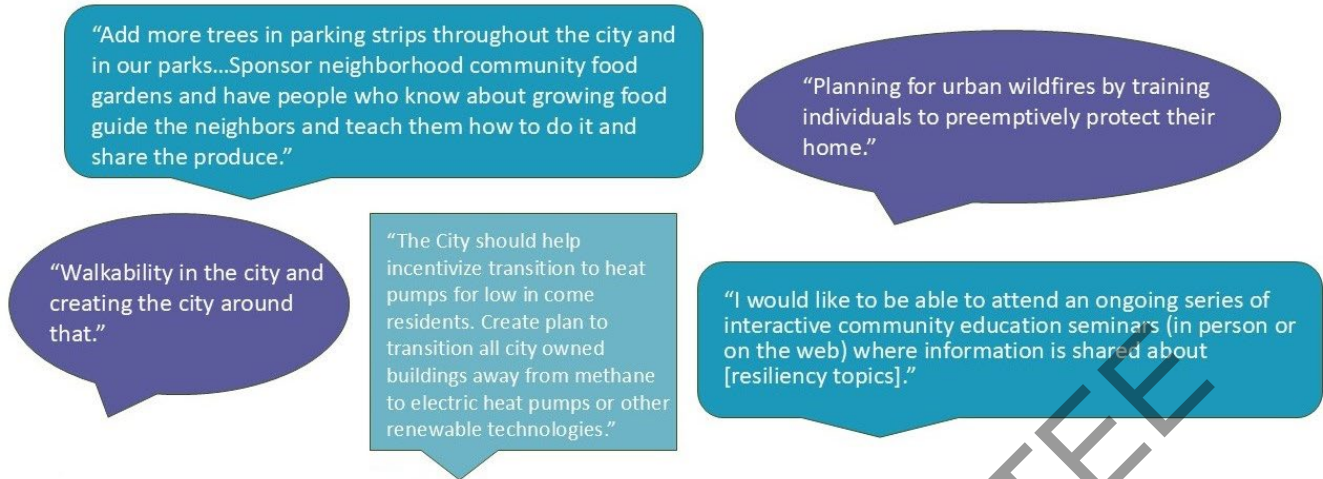 “Add more trees in parking strips throughout the city and
in our parks...Sponsor neighborhood community food
gardens and have people who know about growing food
guide the neighbors and teach them how to do it and
share the produce.”
“Planning for urban wildfires by training
individuals to preemptively protect their
home.”
“Walkability in the city and
creating the city around
that.”
“The City should help
incentivize transition to heat
pumps for low in come
residents. Create plan to
transition all city owned
buildings away from methane
to electric heat pumps or other
renewable technologies.”
“I would like to be able to attend an ongoing series of
interactive community education seminars (in person or
on the web) where information is shared about
[resiliency topics].”